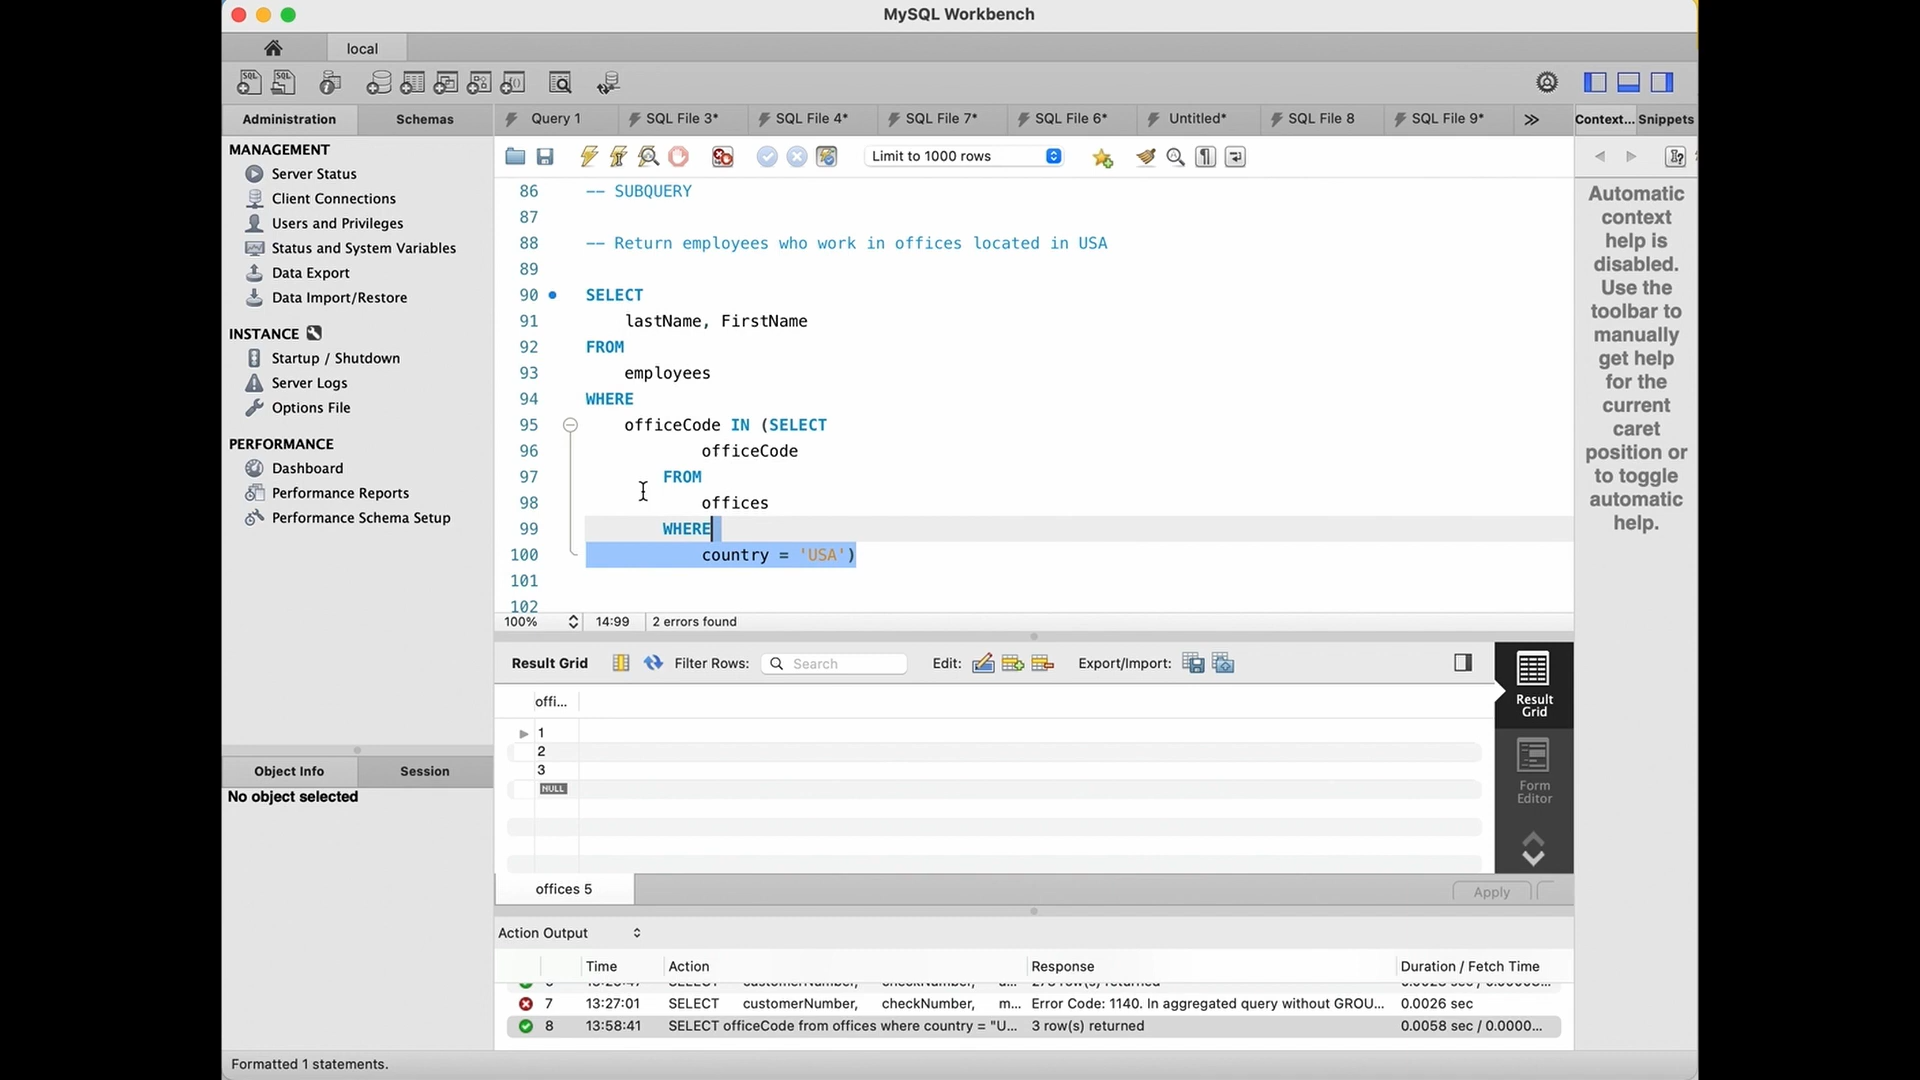 MySQL Workbench
local
Administration
Schemas
Query 1
SQL File 3*
SQL File 4*
SQL File 7*
SQL File 6*
Untitled*
SQL File 8
SQL File 9*
Context...
Snippets
Limit to 1000 rows
MANAGEMENT
Server Status
Client Connections
Users and Privileges
Status and System Variables
Data Export
Data Import/Restore
INSTANCE
Startup / Shutdown
Server Logs
Options File
PERFORMANCE
Dashboard
Performance Reports
Performance Schema Setup
Object Info
Session
No object selected
86 -- SUBQUERY
87
88 -- Return employees who work in offices located in USA
89
90 SELECT
91 lastName, FirstName
92 FROM
93 employees
94 WHERE
95 officeCode IN (SELECT
96 officeCode
97 FROM
98 offices
99 WHERE
100 country = 'USA')
101
102
100%
14:99
2 errors found
Automatic
context
help is
disabled.
Use the
toolbar to
manually
get help
for the
current
caret
position or
to toggle
automatic
help.
Result Grid
Filter Rows:
Search
Edit:
Export/Import:
offi...
1
2
3
NULL
Result
Grid
Form
Editor
offices 5
Apply
Action Output
Time Action Response Duration / Fetch Time
7 13:27:01 SELECT customerNumber, checkNumber, m... Error Code: 1140. In aggregated query without GROU... 0.0026 sec
8 13:58:41 SELECT officeCode from offices where country = "U... 3 row(s) returned 0.0058 sec / 0.0000...
Formatted 1 statements.